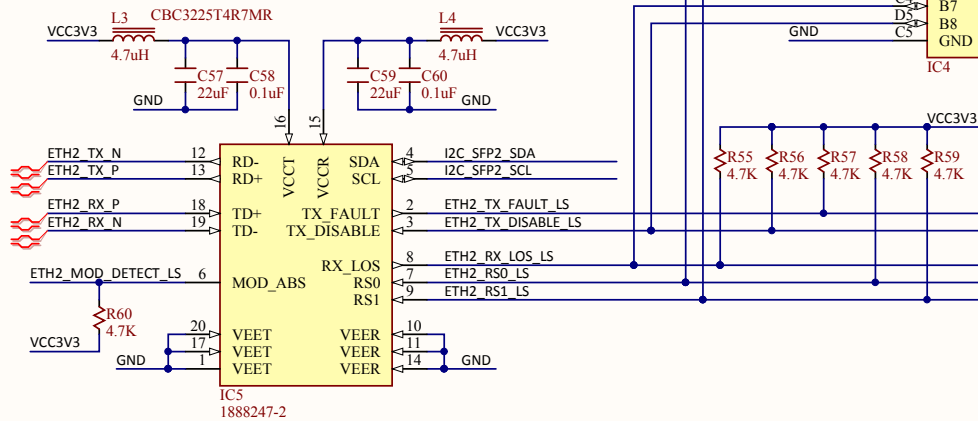 L3 CBC3225T4R7MR
VCC3V3
4.7uH
C57
22uF
C58
0.1uF
GND
L4
VCC3V3
4.7uH
C59
22uF
C60
0.1uF
GND
D5 B7
B8
GND C5 GND
IC4
16
15
VCCT
VCCR
ETH2_TX_N 12 RD-
ETH2_TX_P 13 RD+
ETH2_RX_P 18 TD+
ETH2_RX_N 19 TD-
ETH2_MOD_DETECT_LS 6 MOD_ABS
R60
4.7K
VCC3V3
20 VEET
17 VEET
GND 1 VEET
SDA 4 I2C_SFP2_SDA
SCL 5 I2C_SFP2_SCL
TX_FAULT 2 ETH2_TX_FAULT_LS
TX_DISABLE 3 ETH2_TX_DISABLE_LS
RX_LOS 8 ETH2_RX_LOS_LS
RS0 7 ETH2_RS0_LS
RS1 9 ETH2_RS1_LS
VEER 10
VEER 11
VEER 14 GND
IC5
1888247-2
VCC3V3
R55
4.7K
R56
4.7K
R57
4.7K
R58
4.7K
R59
4.7K